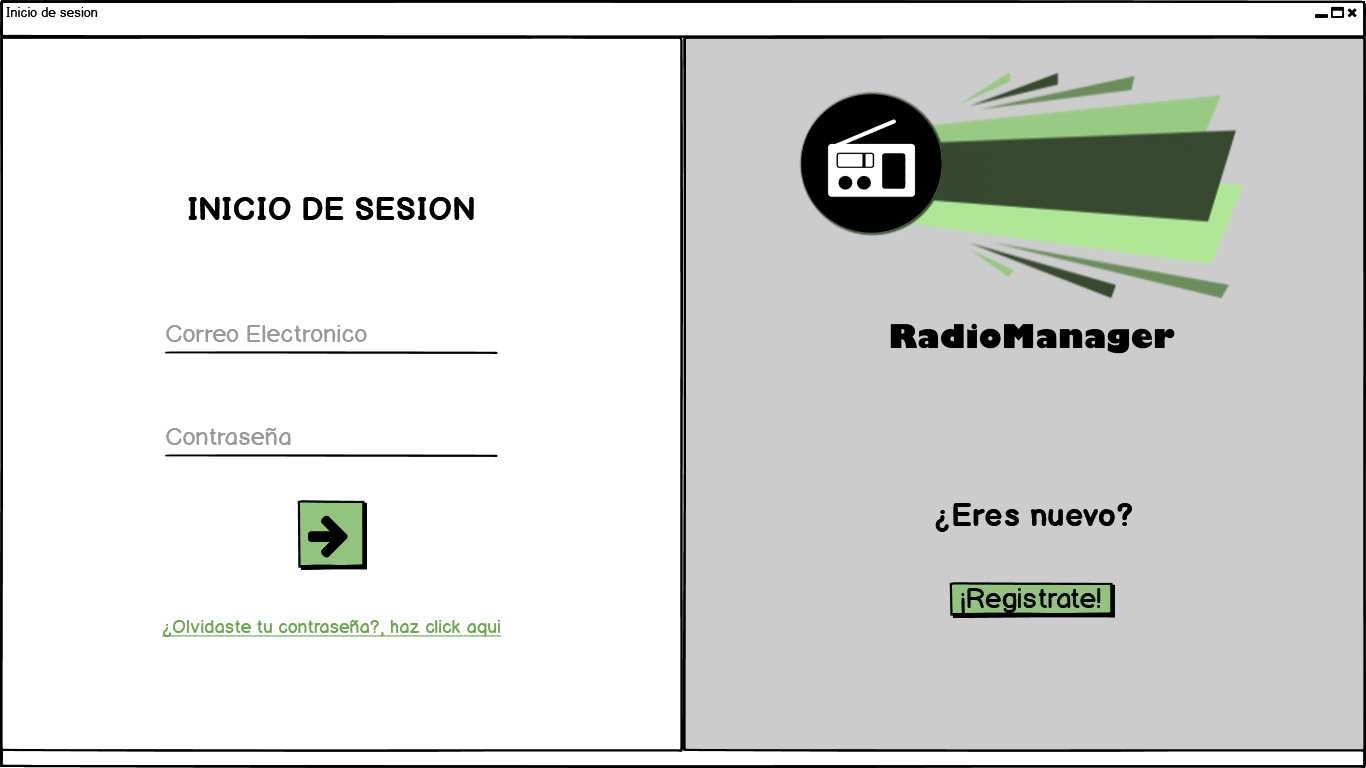 Inicio de sesion
INICIO DE SESION
Correo Electronico
Contraseña
¿Olvidaste tu contraseña?, haz click aqui
RadioManager
¿Eres nuevo?
¡Registrate!